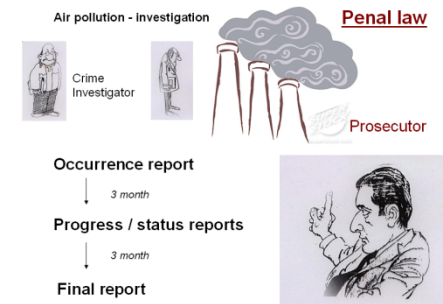 Air pollution - investigation
Penal law
Crime
Investigator
Prosecutor
Occurrence report
3 month
Progress / status reports
3 month
Final report